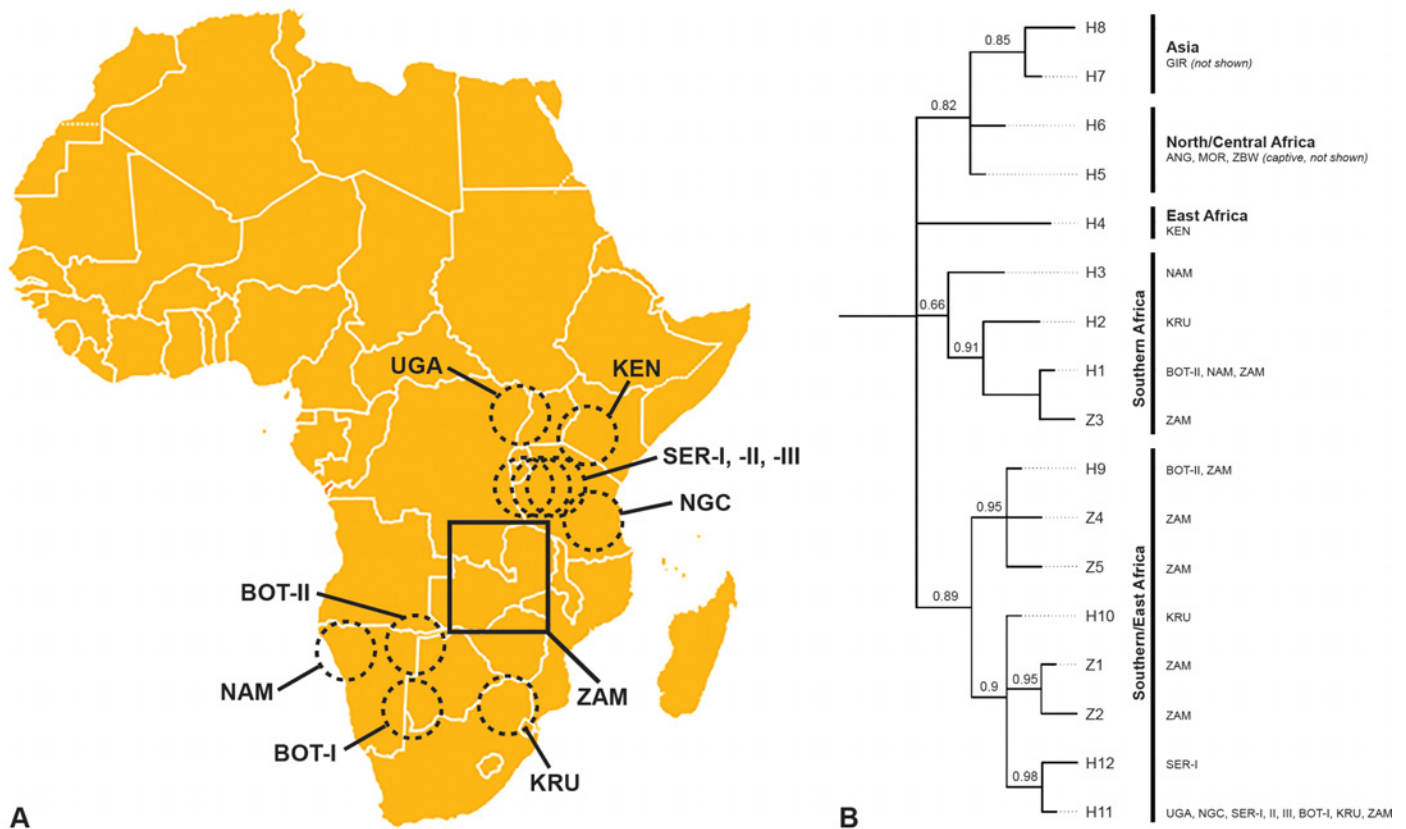 UGA
KEN
SER-I, -II, -III
NGC
BOT-II
NAM
ZAM
BOT-I
KRU
A
0.85
0.82
0.66
0.91
0.95
0.89
0.9
0.95
0.98
H8
H7
H6
H5
H4
H3
H2
H1
Z3
H9
Z4
Z5
H10
Z1
Z2
H12
H11
Asia
GIR (not shown)
North/Central Africa
ANG, MOR, ZBW (captive, not shown)
East Africa
KEN
Southern Africa
NAM
KRU
BOT-II, NAM, ZAM
ZAM
Southern/East Africa
BOT-II, ZAM
ZAM
ZAM
KRU
ZAM
ZAM
SER-I
UGA, NGC, SER-I, II, III, BOT-I, KRU, ZAM
B